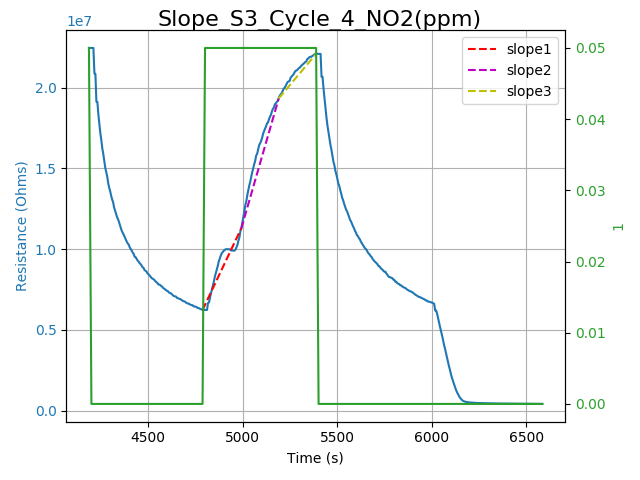 Slope_S3_Cycle_4_NO2(ppm)
1e7
slope1
slope2
slope3
2.0
1.5
1.0
0.5
0.0
Resistance (Ohms)
0.05
0.04
0.03
0.02
0.01
0.00
1
4500 5000 5500 6000 6500
Time (s)